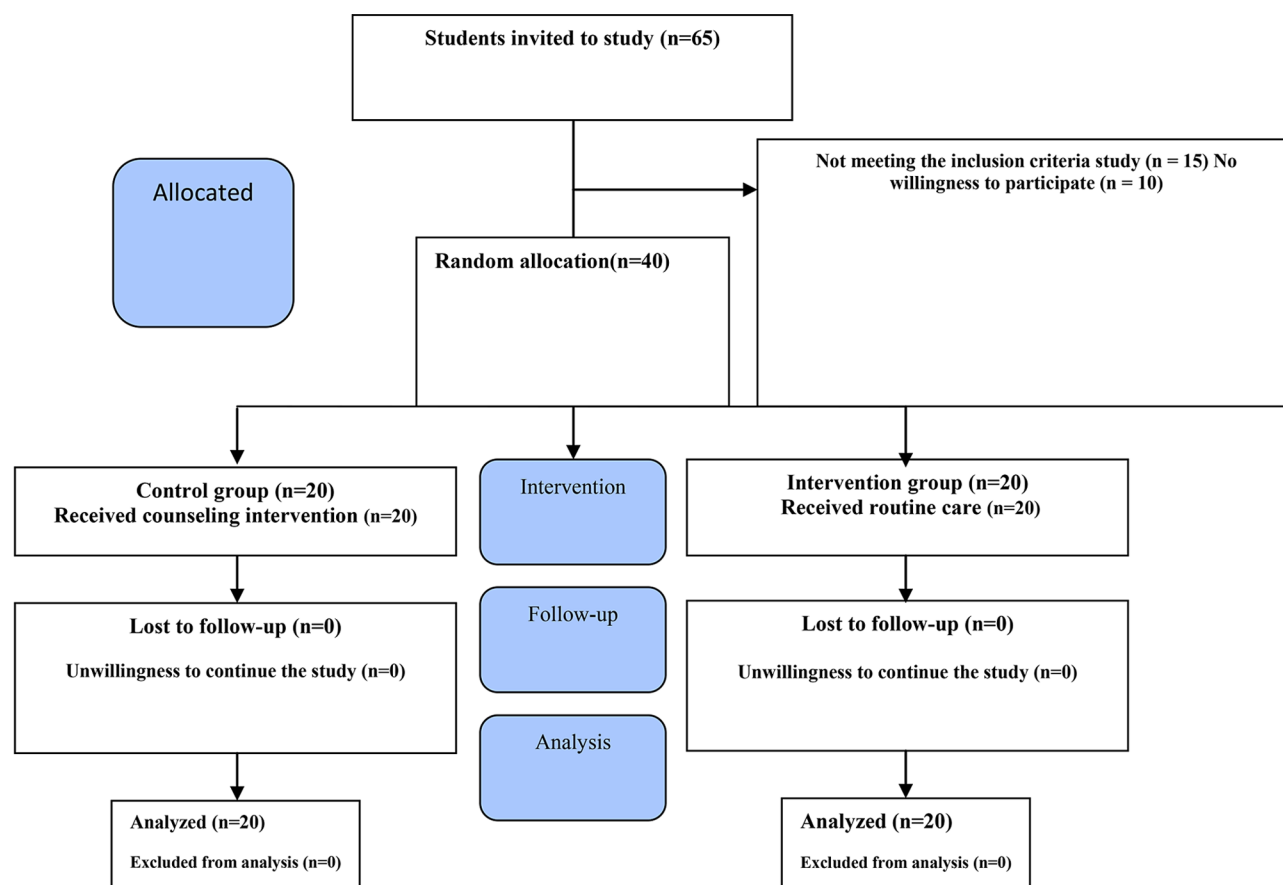 Students invited to study (n=65)
Allocated
Not meeting the inclusion criteria study (n = 15) No
willingness to participate (n = 10)
Random allocation(n=40)
Control group (n=20)
Received counseling intervention (n=20)
Intervention
Intervention group (n=20)
Received routine care (n=20)
Lost to follow-up (n=0)
Unwillingness to continue the study (n=0)
Follow-up
Lost to follow-up (n=0)
Unwillingness to continue the study (n=0)
Analysis
Analyzed (n=20)
Excluded from analysis (n=0)
Analyzed (n=20)
Excluded from analysis (n=0)